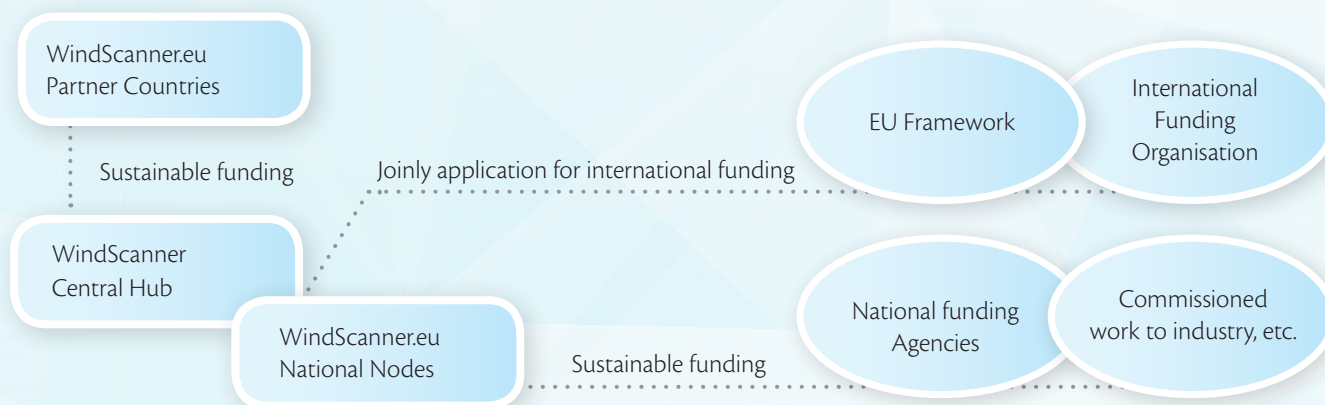 WindScanner.eu
Partner Countries
Sustainable funding
Joinly application for international funding
EU Framework
International
Funding
Organisation
WindScanner
Central Hub
WindScanner.eu
National Nodes
Sustainable funding
National funding
Agencies
Commissioned
work to industry, etc.